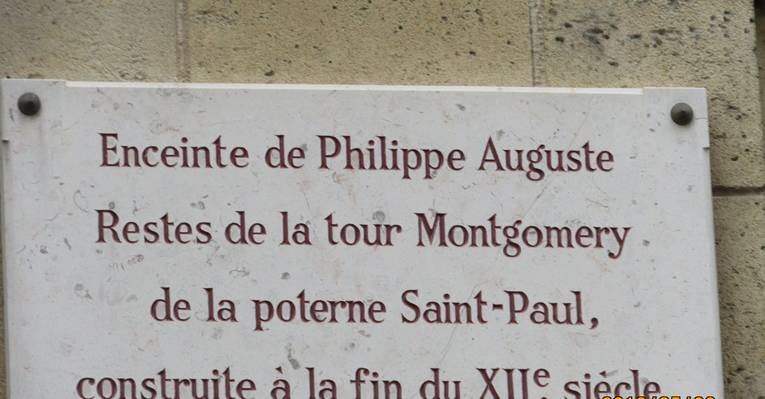 Enceinte de Philippe Auguste
Restes de la tour Montgomery
de la poterne Saint-Paul,
construite à la fin du XIIe siècle